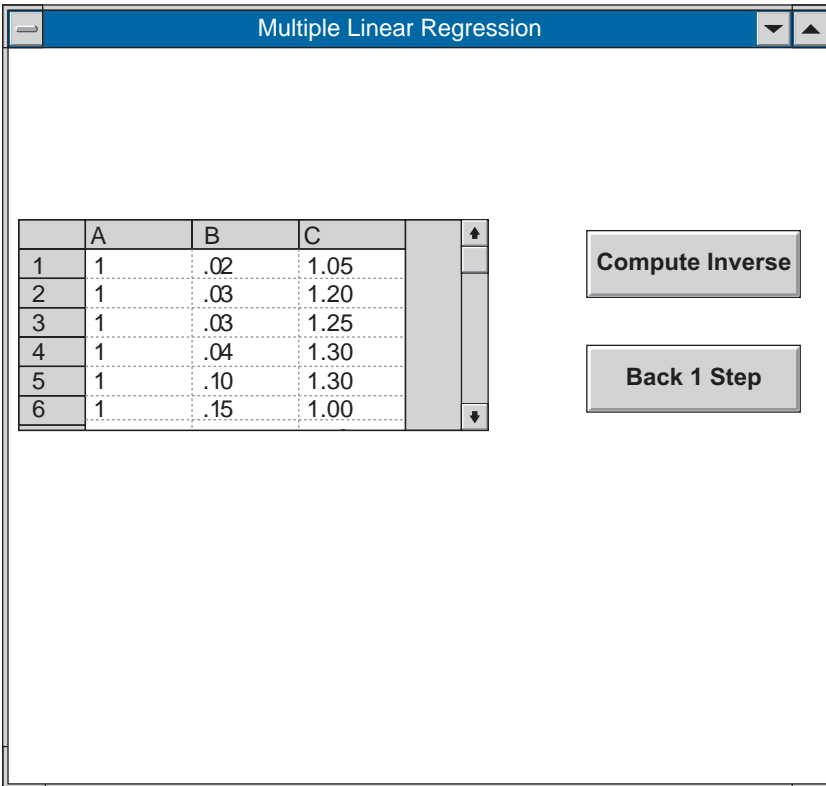 Multiple Linear Regression
A B C
1 1 .02 1.05
2 1 .03 1.20
3 1 .03 1.25
4 1 .04 1.30
5 1 .10 1.30
6 1 .15 1.00
Compute Inverse
Back 1 Step